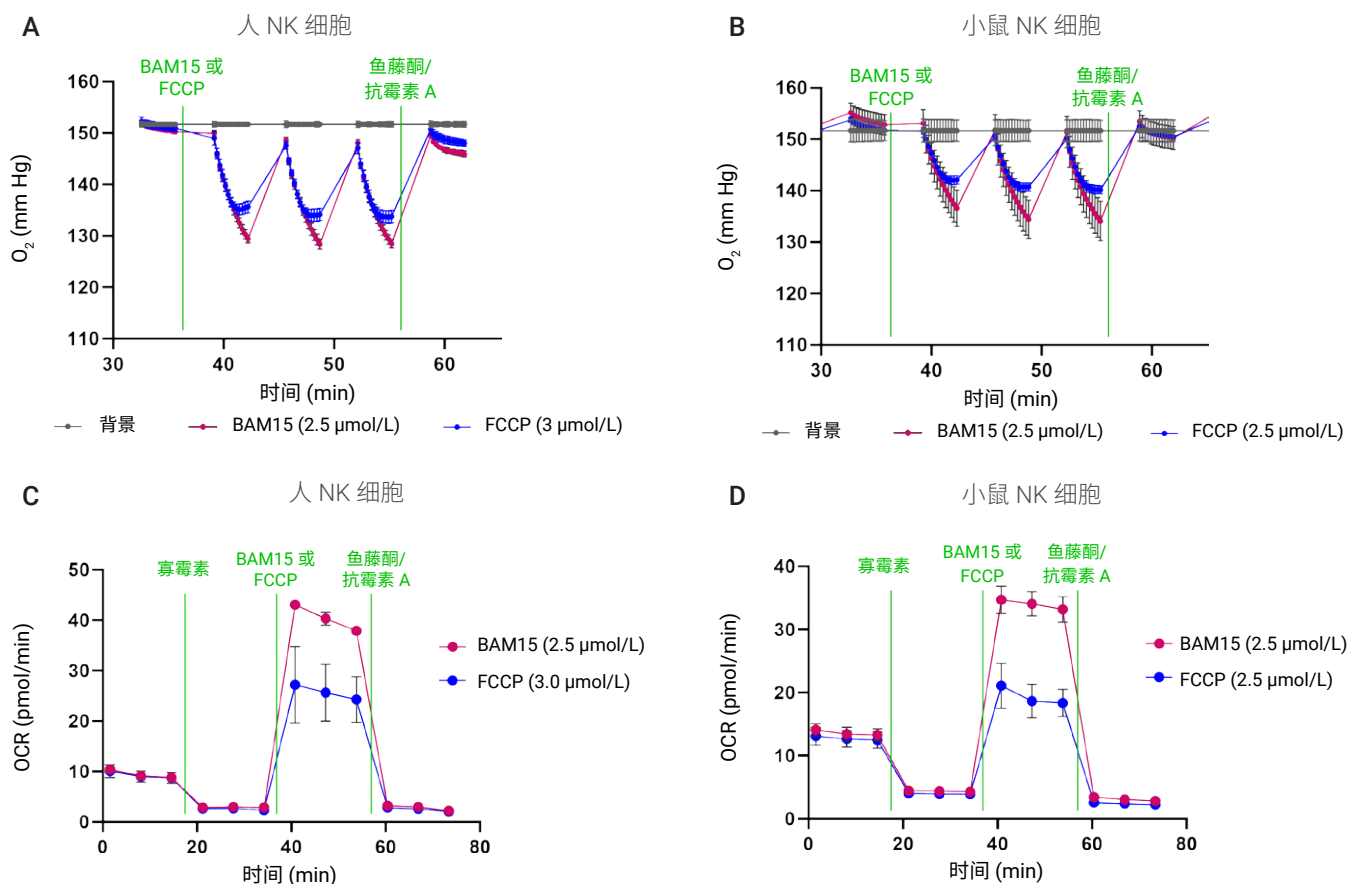 A
人 NK 细胞
BAM15 或
FCCP
鱼藤酮/
抗霉素 A
160
150
140
130
120
110
O2 (mm Hg)
30
40
50
60
时间 (min)
背景
BAM15 (2.5 μmol/L)
FCCP (3 μmol/L)
B
小鼠 NK 细胞
BAM15 或
FCCP
鱼藤酮/
抗霉素 A
160
150
140
130
120
110
O2 (mm Hg)
30
40
50
60
时间 (min)
背景
BAM15 (2.5 μmol/L)
FCCP (2.5 μmol/L)
C
人 NK 细胞
寡霉素
BAM15 或
FCCP
鱼藤酮/
抗霉素 A
50
40
30
20
10
0
OCR (pmol/min)
0
20
40
60
80
时间 (min)
BAM15 (2.5 μmol/L)
FCCP (3.0 μmol/L)
D
小鼠 NK 细胞
寡霉素
BAM15 或
FCCP
鱼藤酮/
抗霉素 A
40
30
20
10
0
OCR (pmol/min)
0
20
40
60
80
时间 (min)
BAM15 (2.5 μmol/L)
FCCP (2.5 μmol/L)